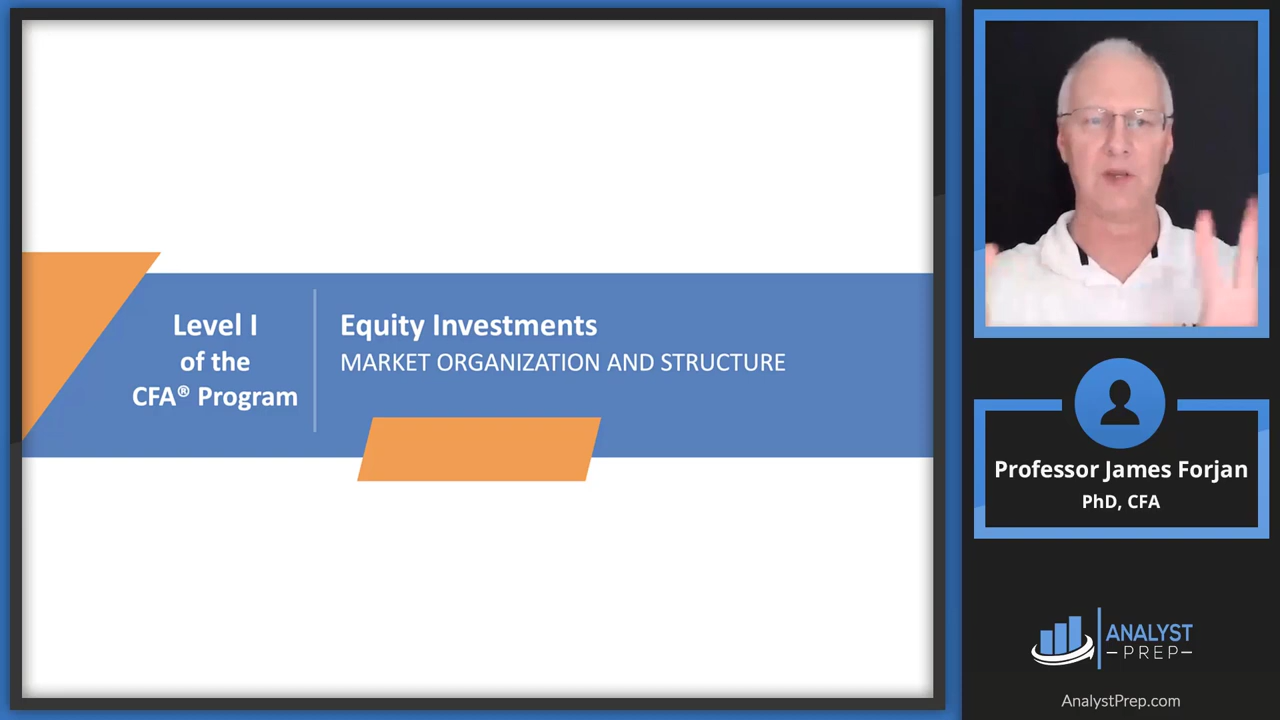 Level I
of the
CFA® Program
Equity Investments
MARKET ORGANIZATION AND STRUCTURE
Professor James Forjan
PhD, CFA
ANALYST
PREP
AnalystPrep.com